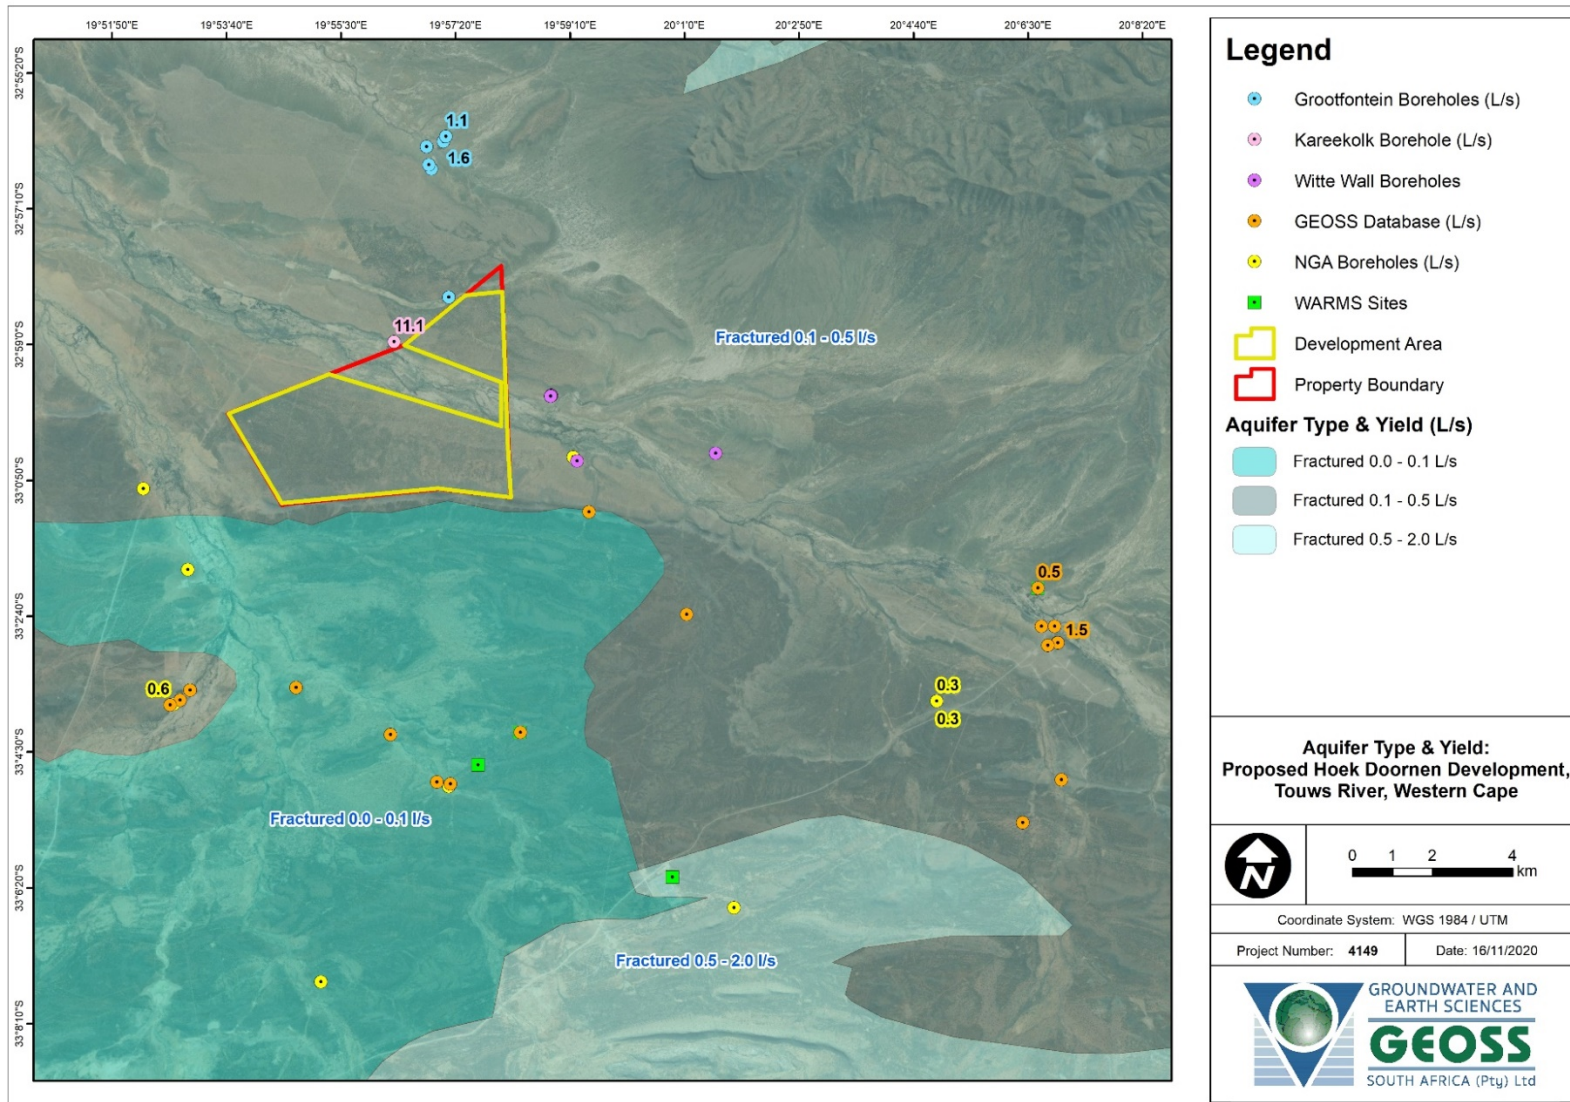 19°51'50"E 19°53'40"E 19°55'30"E 19°57'20"E 19°59'10"E 20°1'0"E 20°2'50"E 20°4'40"E 20°6'30"E 20°8'20"E
32°55'20"S
32°57'10"S
32°59'0"S
33°0'50"S
33°2'40"S
33°4'30"S
33°6'20"S
33°8'10"S
1.1
1.6
11.1
Fractured 0.1 - 0.5 l/s
0.5
1.5
0.6
0.3
0.3
Fractured 0.0 - 0.1 l/s
Fractured 0.5 - 2.0 l/s
Legend
Grootfontein Boreholes (L/s)
Kareekolk Borehole (L/s)
Witte Wall Boreholes
GEOSS Database (L/s)
NGA Boreholes (L/s)
WARMS Sites
Development Area
Property Boundary
Aquifer Type & Yield (L/s)
Fractured 0.0 - 0.1 L/s
Fractured 0.1 - 0.5 L/s
Fractured 0.5 - 2.0 L/s
Aquifer Type & Yield:
Proposed Hoek Doornen Development,
Touws River, Western Cape
N
0 1 2 4
km
Coordinate System: WGS 1984 / UTM
Project Number: 4149 Date: 16/11/2020
GROUNDWATER AND
EARTH SCIENCES
GEOSS
SOUTH AFRICA (Pty) Ltd